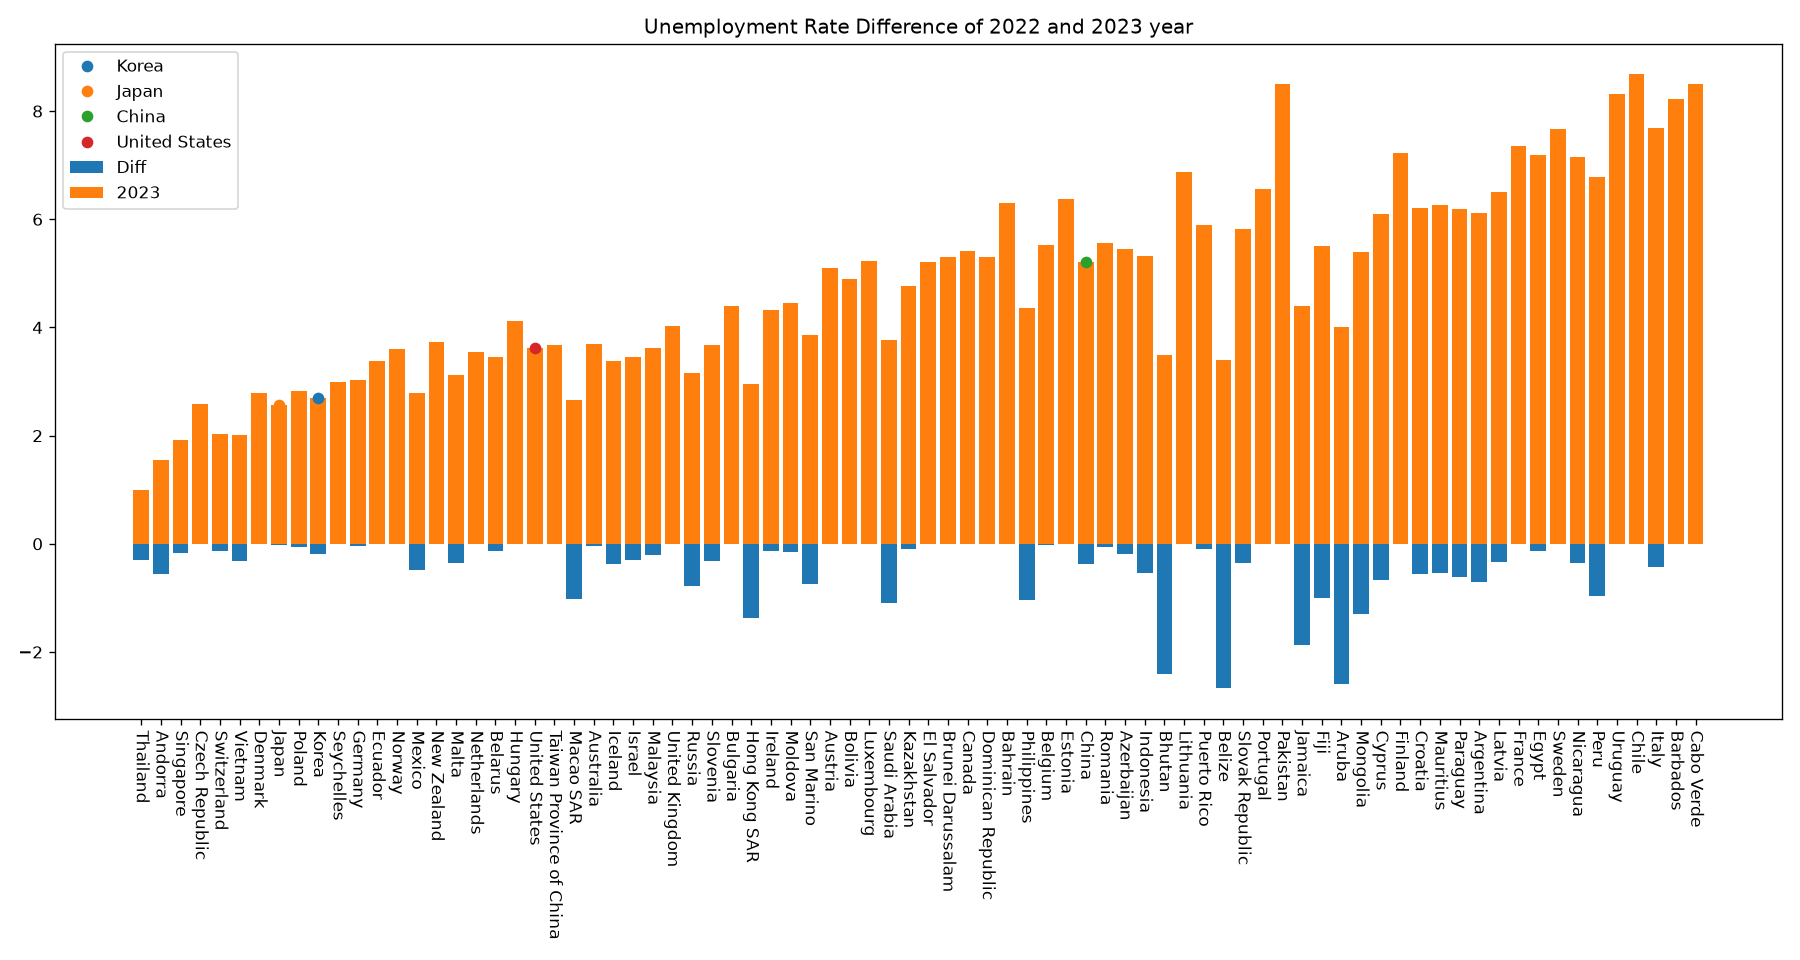 Unemployment Rate Difference of 2022 and 2023 year
Korea
Japan
China
United States
Diff
2023
8
6
4
2
0
−2
Thailand
Andorra
Singapore
Czech Republic
Switzerland
Vietnam
Denmark
Japan
Poland
Korea
Seychelles
Germany
Ecuador
Norway
Mexico
New Zealand
Malta
Netherlands
Belarus
Hungary
United States
Taiwan Province of China
Macao SAR
Australia
Iceland
Israel
Malaysia
United Kingdom
Russia
Slovenia
Bulgaria
Hong Kong SAR
Ireland
Moldova
San Marino
Austria
Bolivia
Luxembourg
Saudi Arabia
Kazakhstan
El Salvador
Brunei Darussalam
Canada
Dominican Republic
Bahrain
Philippines
Belgium
Estonia
China
Romania
Azerbaijan
Indonesia
Bhutan
Lithuania
Puerto Rico
Belize
Slovak Republic
Portugal
Pakistan
Jamaica
Fiji
Aruba
Mongolia
Cyprus
Finland
Croatia
Mauritius
Paraguay
Argentina
Latvia
France
Egypt
Sweden
Nicaragua
Peru
Uruguay
Chile
Italy
Barbados
Cabo Verde